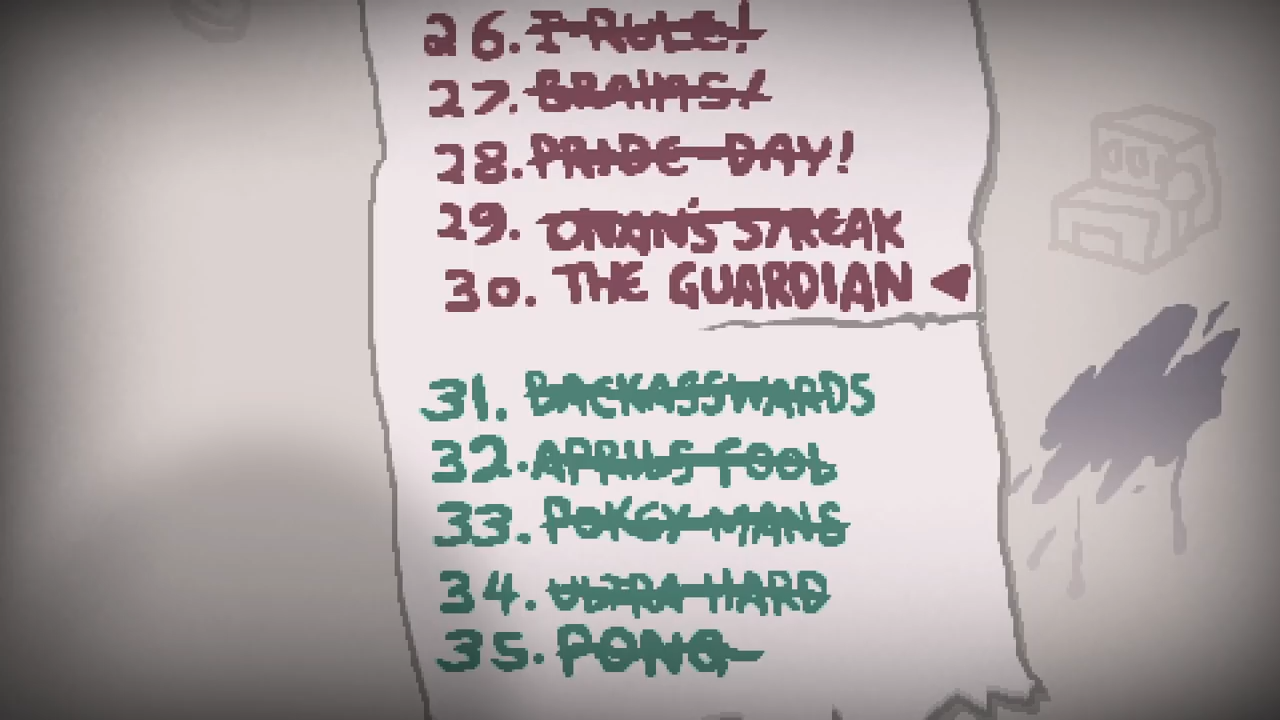 26. I RULE!
27. BRAINS!
28. PRIDE DAY!
29. ONAN'S STREAK
30. THE GUARDIAN
31. BACKASSWARDS
32. APRILS FOOL
33. POKEY MANS
34. ULTRA HARD
35. PONG